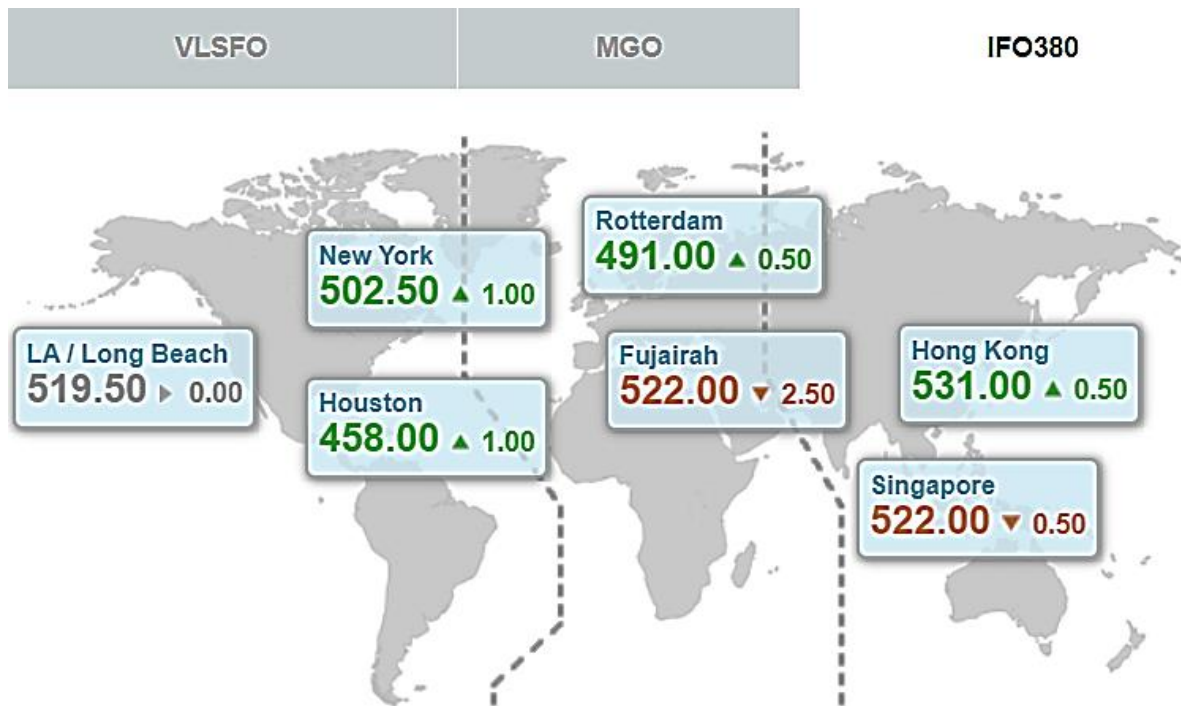 VLSFO
MGO
IFO380
Rotterdam
491.00 ▲ 0.50
New York
502.50 ▲ 1.00
LA / Long Beach
519.50 ▶ 0.00
Fujairah
522.00 ▼ 2.50
Hong Kong
531.00 ▲ 0.50
Houston
458.00 ▲ 1.00
Singapore
522.00 ▼ 0.50